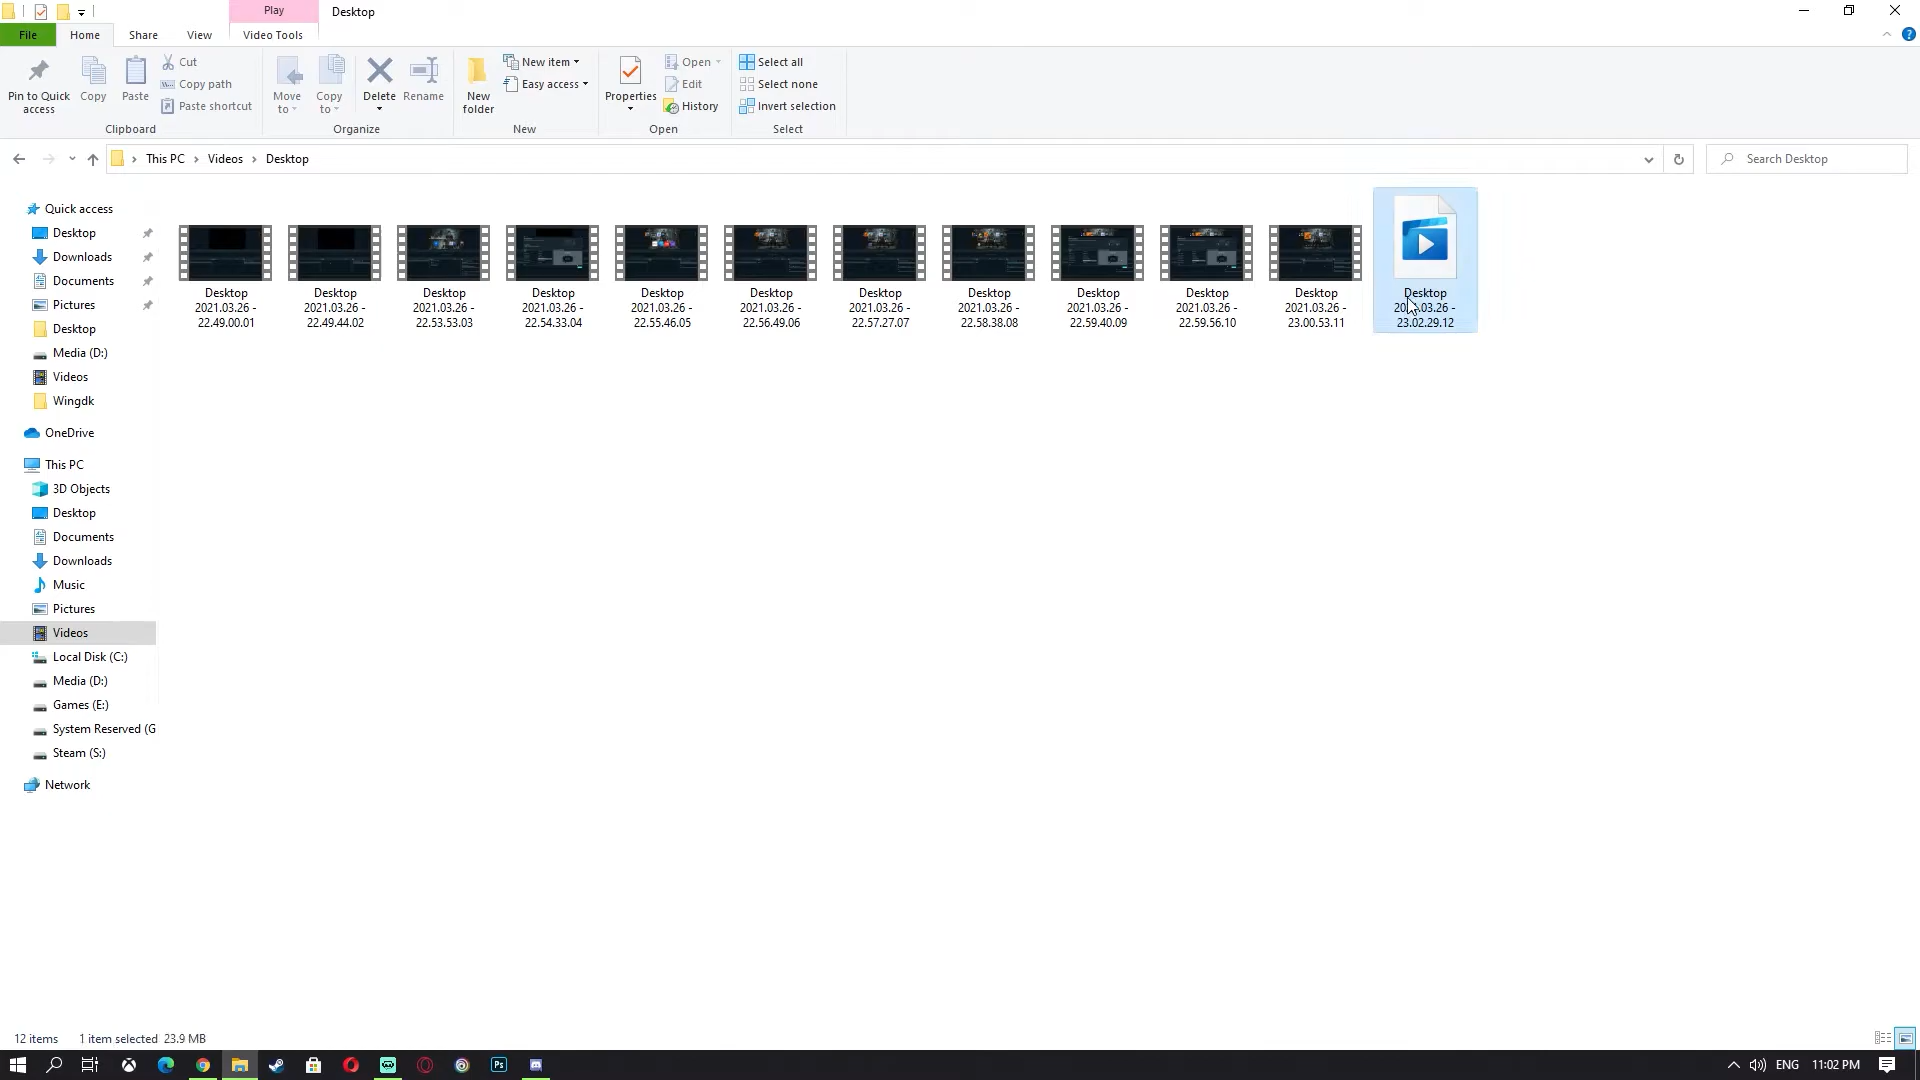 Play
Desktop
File
Home
Share
View
Video Tools
Pin to Quick
access
Copy
Paste
Cut
Copy path
Paste shortcut
Clipboard
Move
to
Copy
to
Delete
Rename
Organize
New
folder
New item
Easy access
New
Properties
Open
Edit
History
Open
Select all
Select none
Invert selection
Select
This PC
Videos
Desktop
Search Desktop
Quick access
Desktop
Downloads
Documents
Pictures
Desktop
Media (D:)
Videos
Wingdk
OneDrive
This PC
3D Objects
Desktop
Documents
Downloads
Music
Pictures
Videos
Local Disk (C:)
Media (D:)
Games (E:)
System Reserved (G
Steam (S:)
Network
Desktop
2021.03.26 -
22.49.00.01
Desktop
2021.03.26 -
22.49.44.02
Desktop
2021.03.26 -
22.53.53.03
Desktop
2021.03.26 -
22.54.33.04
Desktop
2021.03.26 -
22.55.46.05
Desktop
2021.03.26 -
22.56.49.06
Desktop
2021.03.26 -
22.57.27.07
Desktop
2021.03.26 -
22.58.38.08
Desktop
2021.03.26 -
22.59.40.09
Desktop
2021.03.26 -
22.59.56.10
Desktop
2021.03.26 -
23.00.53.11
Desktop
2021.03.26 -
23.02.29.12
12 items
1 item selected 23.9 MB
Ps
ENG
11:02 PM